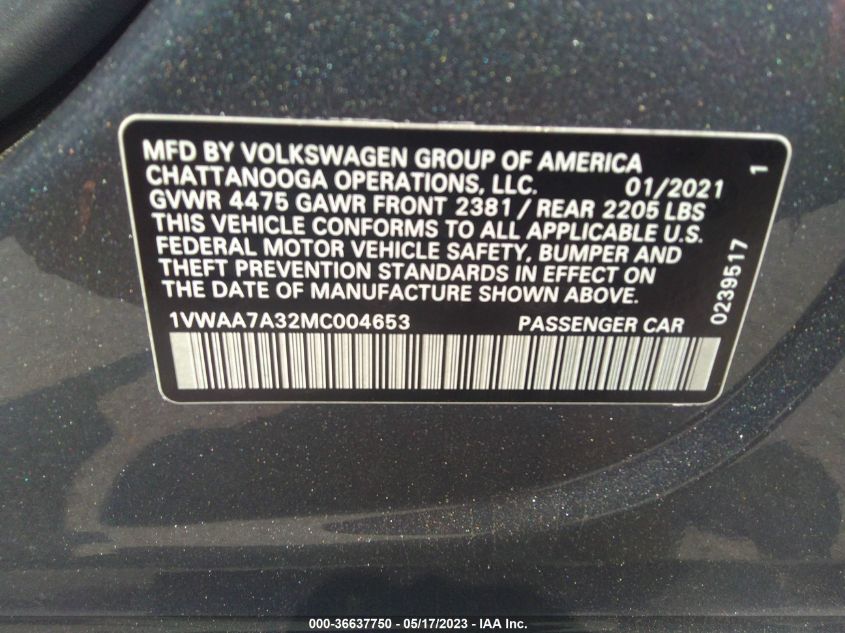 MFD BY VOLKSWAGEN GROUP OF AMERICA
CHATTANOOGA OPERATIONS, LLC. 01/2021
GVWR 4475 GAWR FRONT 2381 / REAR 2205 LBS
THIS VEHICLE CONFORMS TO ALL APPLICABLE U.S.
FEDERAL MOTOR VEHICLE SAFETY, BUMPER AND
THEFT PREVENTION STANDARDS IN EFFECT ON
THE DATE OF MANUFACTURE SHOWN ABOVE.
1VWAA7A32MC004653 PASSENGER CAR
0239517 1
000-36637750 - 05/17/2023 - IAA Inc.